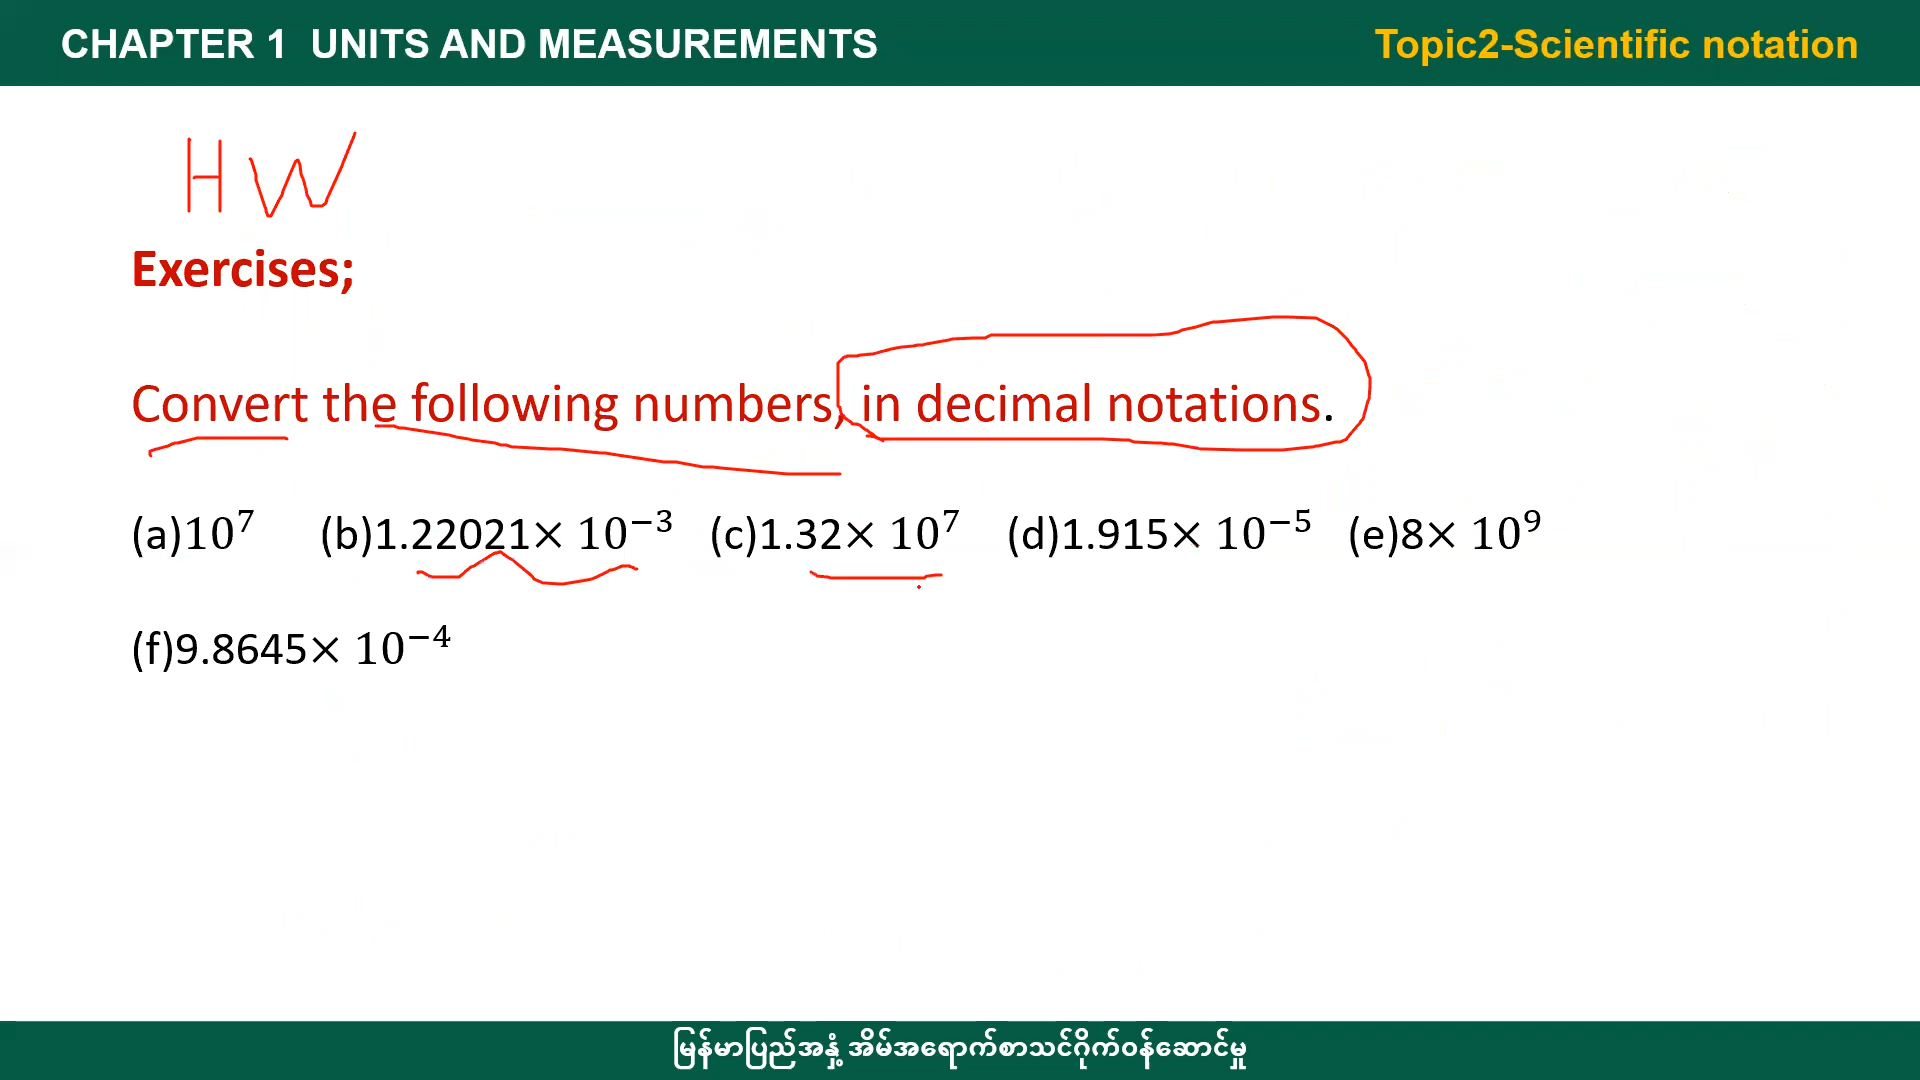 CHAPTER 1 UNITS AND MEASUREMENTS
Topic2-Scientific notation
HW
Exercises;
Convert the following numbers, in decimal notations.
(a)10⁷ (b)1.22021× 10⁻³ (c)1.32× 10⁷ (d)1.915× 10⁻⁵ (e)8× 10⁹
(f)9.8645× 10⁻⁴
မြန်မာပြည်အနှံ့ အိမ်အရောက်စာသင်ဂိုက်ဝန်ဆောင်မှု